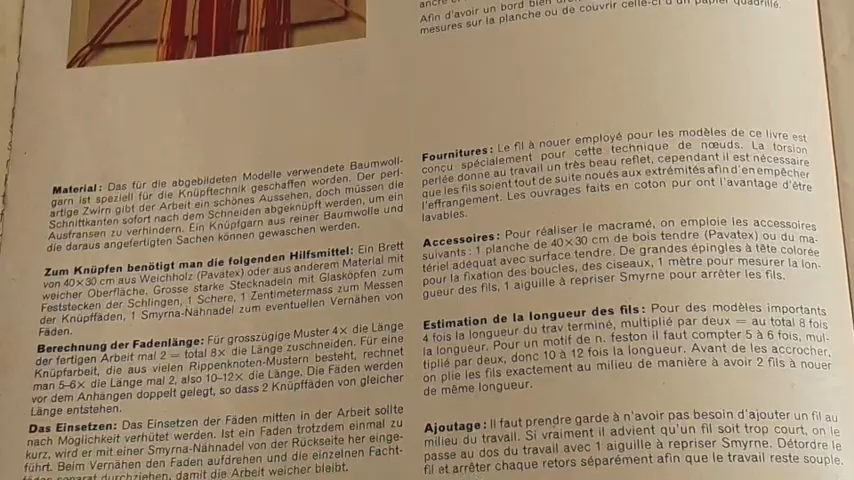 Material: Das für die abgebildeten Modelle verwendete Baumwoll-
garn ist speziell für die Knüpftechnik geschaffen worden. Der perl-
artige Zwirn gibt der Arbeit ein schönes Aussehen, doch müssen die
Schnittkanten sofort nach dem Schneiden abgeknüpft werden, um ein
Ausfransen zu verhindern. Ein Knüpfgarn aus reiner Baumwolle und
die daraus angefertigten Sachen können gewaschen werden.
Zum Knüpfen benötigt man die folgenden Hilfsmittel: Ein Brett
von 40×30 cm aus Weichholz (Pavatex) oder aus anderem Material mit
weicher Oberfläche. Grosse starke Stecknadeln mit Glasköpfen zum
Feststecken der Schlingen, 1 Schere, 1 Zentimetermass zum Messen
der Knüpffäden, 1 Smyrna-Nähnadel zum eventuellen Vernähen von
Fäden.
Berechnung der Fadenlänge: Für grosszügige Muster 4× die Länge
der fertigen Arbeit mal 2 = total 8× die Länge zuschneiden. Für eine
Knüpfarbeit, die aus vielen Rippenknoten-Mustern besteht, rechnet
man 5–6× die Länge mal 2, also 10–12× die Länge. Die Fäden werden
vor dem Anhängen doppelt gelegt, so dass 2 Knüpffäden von gleicher
Länge entstehen.
Das Einsetzen: Das Einsetzen der Fäden mitten in der Arbeit sollte
nach Möglichkeit verhütet werden. Ist ein Faden trotzdem einmal zu
kurz, wird er mit einer Smyrna-Nähnadel von der Rückseite her einge-
führt. Beim Vernähen den Faden aufdrehen und die einzelnen Facht-
fäden separat durchziehen, damit die Arbeit weicher bleibt.
Afin d'avoir un bord bien
mesures sur la planche ou de couvrir celle-ci d'un papier quadrillé.
Fournitures: Le fil à nouer employé pour les modèles de ce livre est
conçu spécialement pour cette technique de nœuds. La torsion
perlée donne au travail un très beau reflet, cependant il est nécessaire
que les fils soient tout de suite noués aux extrémités afin d'empêcher
l'effrangement. Les ouvrages faits en coton pur ont l'avantage d'être
lavables.
Accessoires: Pour réaliser le macramé, on emploie les accessoires
suivants: 1 planche de 40×30 cm de bois tendre (Pavatex) ou du ma-
tériel adéquat avec surface tendre. De grandes épingles à tête colorée
pour la fixation des boucles, des ciseaux, 1 mètre pour mesurer la lon-
gueur des fils, 1 aiguille à repriser Smyrne pour arrêter les fils.
Estimation de la longueur des fils: Pour des modèles importants
4 fois la longueur du trav terminé, multiplié par deux = au total 8 fois
la longueur. Pour un motif de n. feston il faut compter 5 à 6 fois, mul-
tiplié par deux, donc 10 à 12 fois la longueur. Avant de les accrocher,
on plie les fils exactement au milieu de manière à avoir 2 fils à nouer
de même longueur.
Ajoutage: Il faut prendre garde à n'avoir pas besoin d'ajouter un fil au
milieu du travail. Si vraiment il advient qu'un fil soit trop court, on le
passe au dos du travail avec 1 aiguille à repriser Smyrne. Détordre le
fil et arrêter chaque retors séparément afin que le travail reste souple.